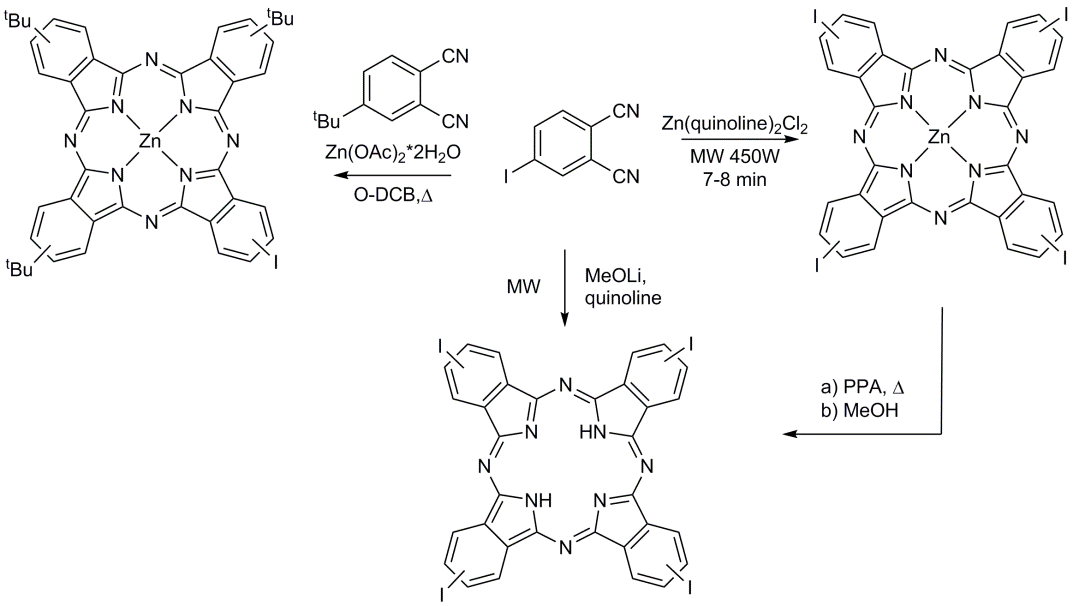 tBu
tBu
N
N
N
N
Zn
N
N
N
N
tBu
I
CN
CN
tBu
Zn(OAc)2*2H2O
O-DCB,Δ
CN
CN
I
Zn(quinoline)2Cl2
MW 450W
7-8 min
I
I
N
N
N
N
Zn
N
N
N
N
I
I
MW
MeOLi,
quinoline
a) PPA, Δ
b) MeOH
I
I
N
N
HN
N
N
NH
N
N
I
I